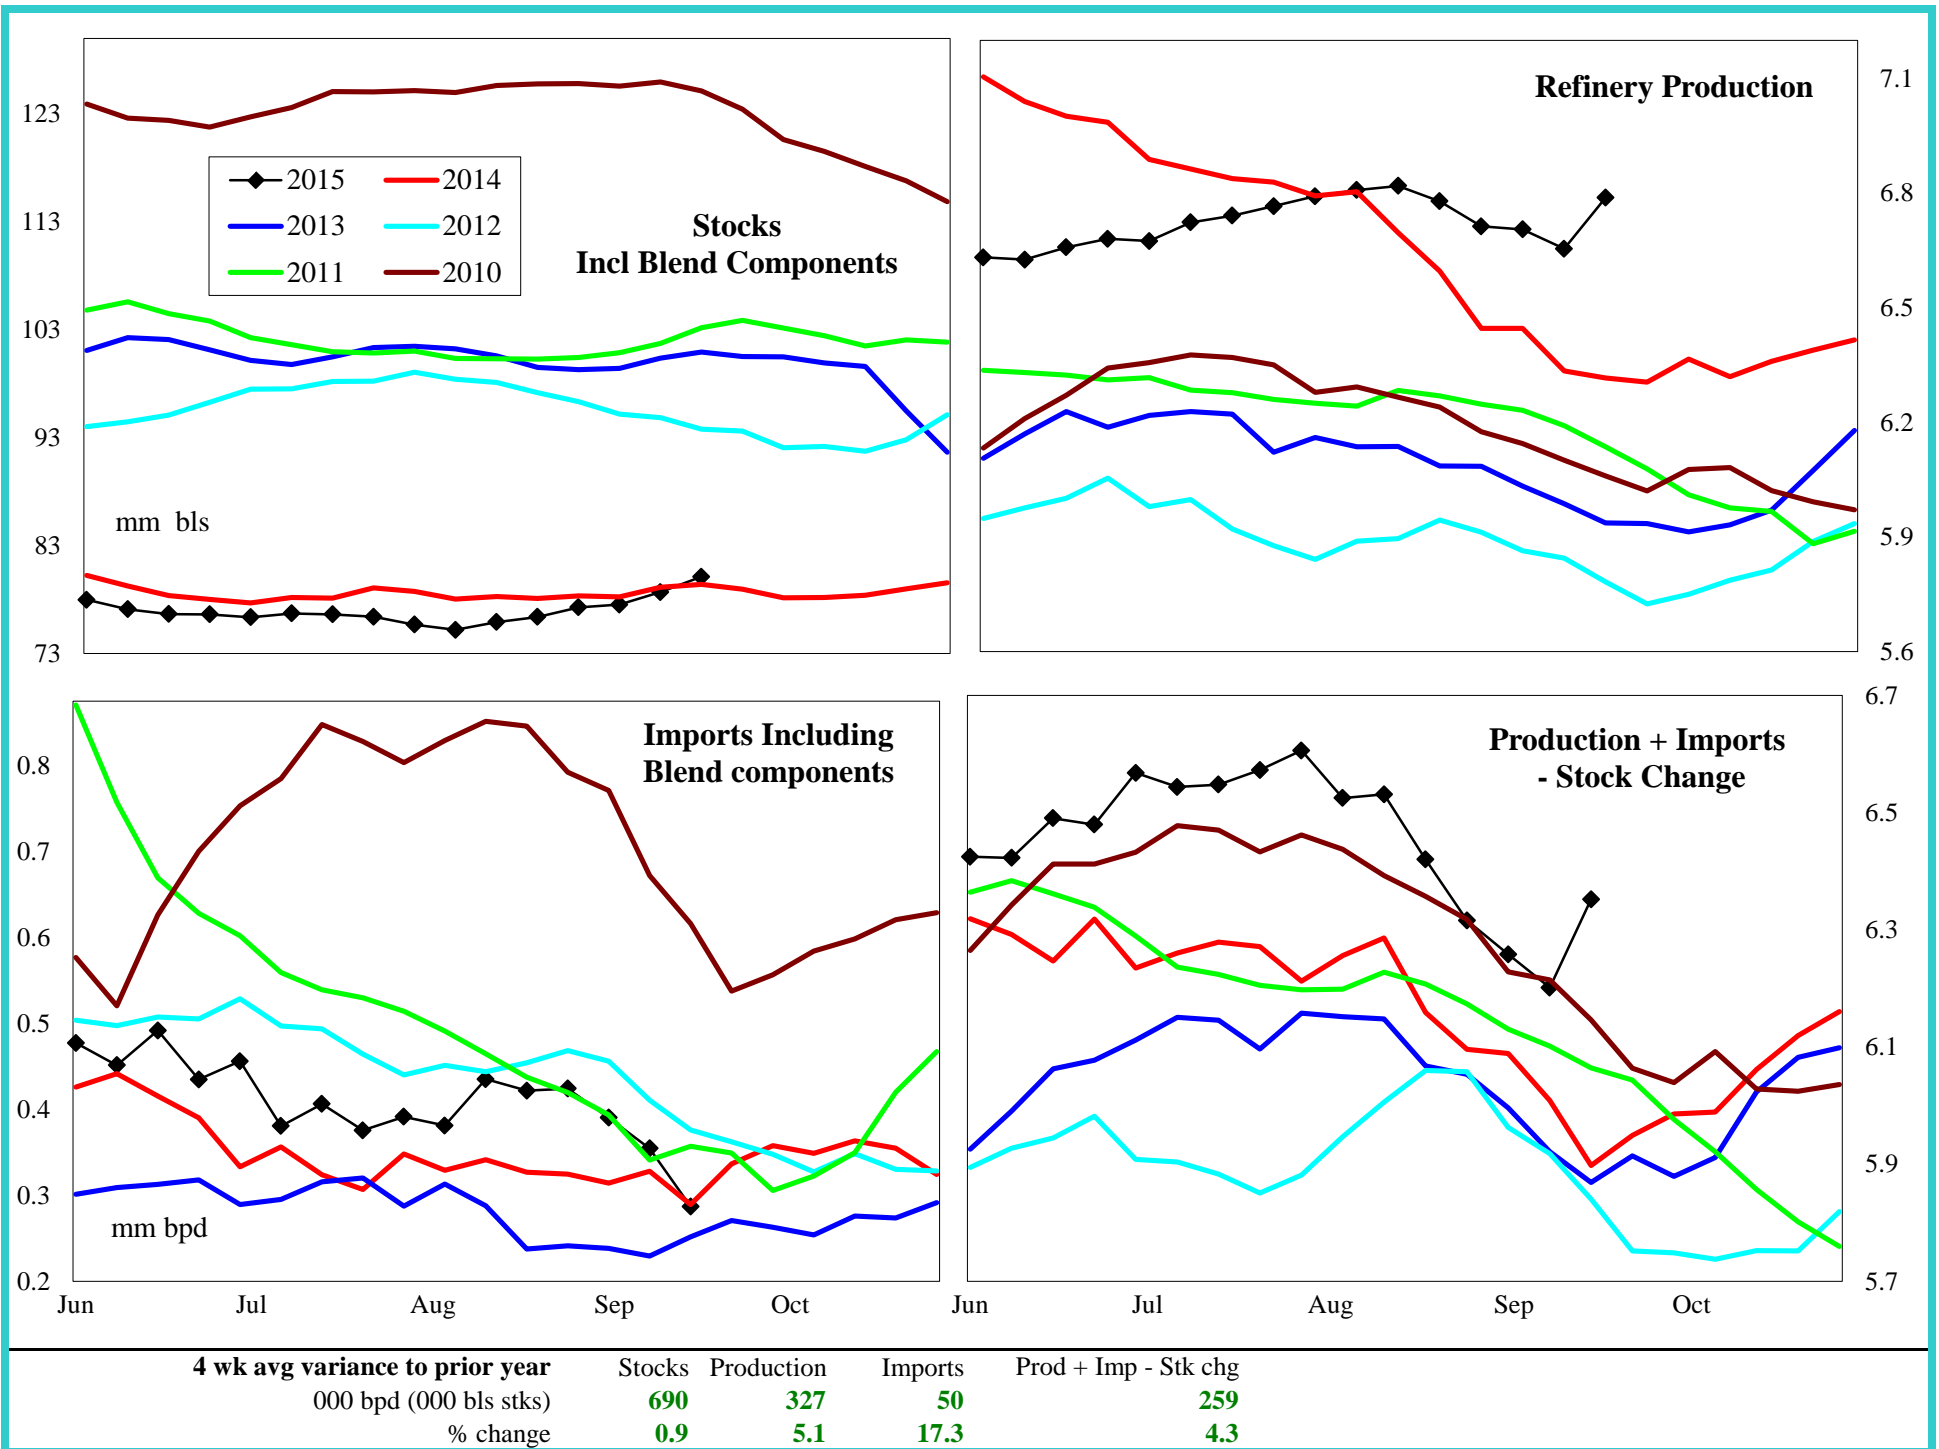 123
113
103
93
83
73
2015 2014
2013 2012
2011 2010
Stocks
Incl Blend Components
mm bls
Refinery Production
7.1
6.8
6.5
6.2
5.9
5.6
0.8
0.7
0.6
0.5
0.4
0.3
0.2
Imports Including
Blend components
mm bpd
Jun Jul Aug Sep Oct
Production + Imports
- Stock Change
6.7
6.5
6.3
6.1
5.9
5.7
Jun Jul Aug Sep Oct
4 wk avg variance to prior year Stocks Production Imports Prod + Imp - Stk chg
000 bpd (000 bls stks) 690 327 50 259
% change 0.9 5.1 17.3 4.3